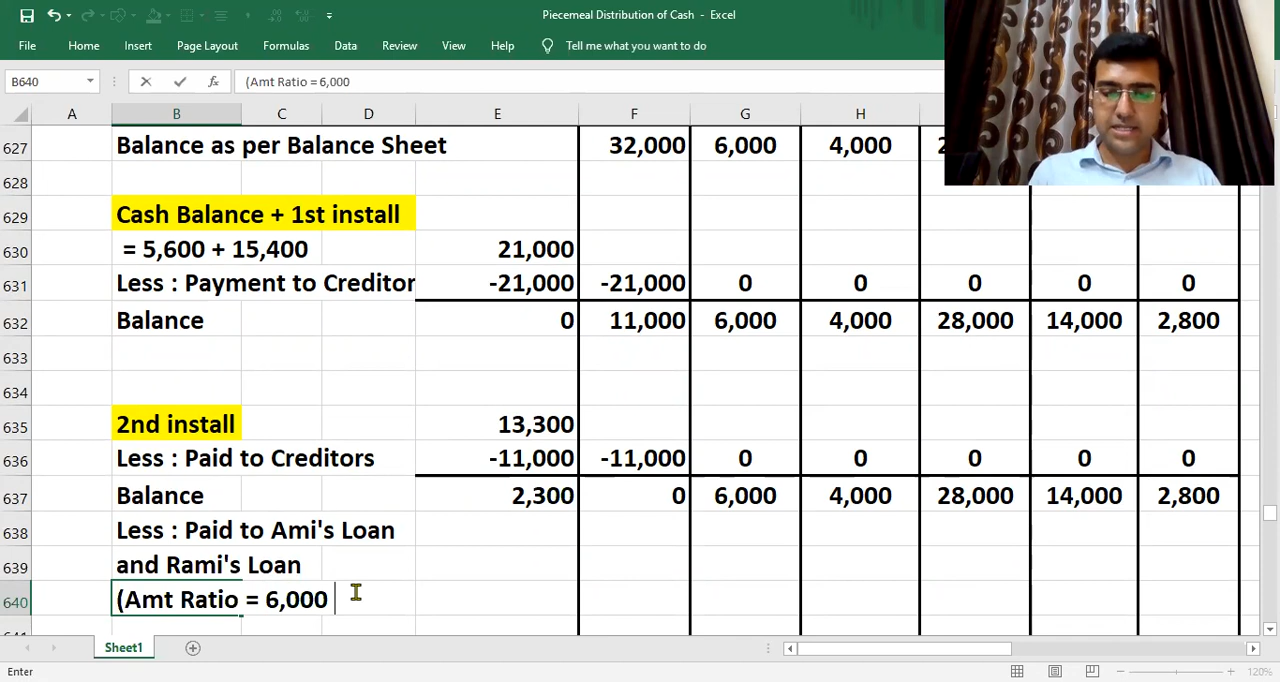 Piecemeal Distribution of Cash - Excel
File Home Insert Page Layout Formulas Data Review View Help Tell me what you want to do
B640 fx (Amt Ratio = 6,000
A B C D E F G H
627 Balance as per Balance Sheet 32,000 6,000 4,000
628
629 Cash Balance + 1st install
630 = 5,600 + 15,400 21,000
631 Less : Payment to Creditor -21,000 -21,000 0 0 0 0 0
632 Balance 0 11,000 6,000 4,000 28,000 14,000 2,800
633
634
635 2nd install 13,300
636 Less : Paid to Creditors -11,000 -11,000 0 0 0 0 0
637 Balance 2,300 0 6,000 4,000 28,000 14,000 2,800
638 Less : Paid to Ami's Loan
639 and Rami's Loan
640 (Amt Ratio = 6,000
Sheet1
Enter 120%